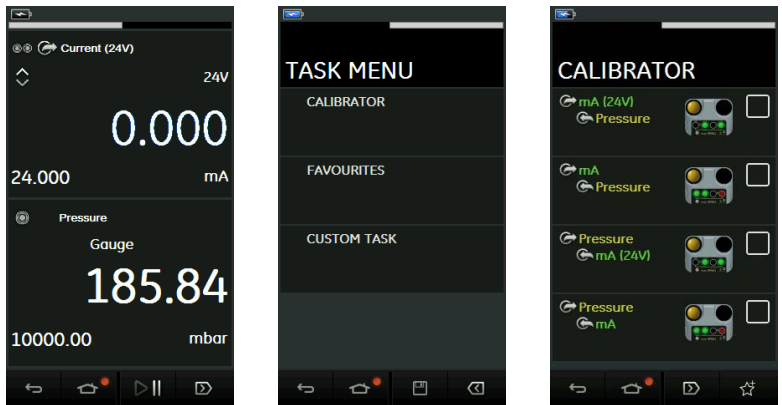 Current (24V)
24V
0.000
24.000 mA
Pressure
Gauge
185.84
10000.00 mbar
TASK MENU
CALIBRATOR
FAVOURITES
CUSTOM TASK
CALIBRATOR
mA (24V)
Pressure
mA
Pressure
Pressure
mA (24V)
Pressure
mA